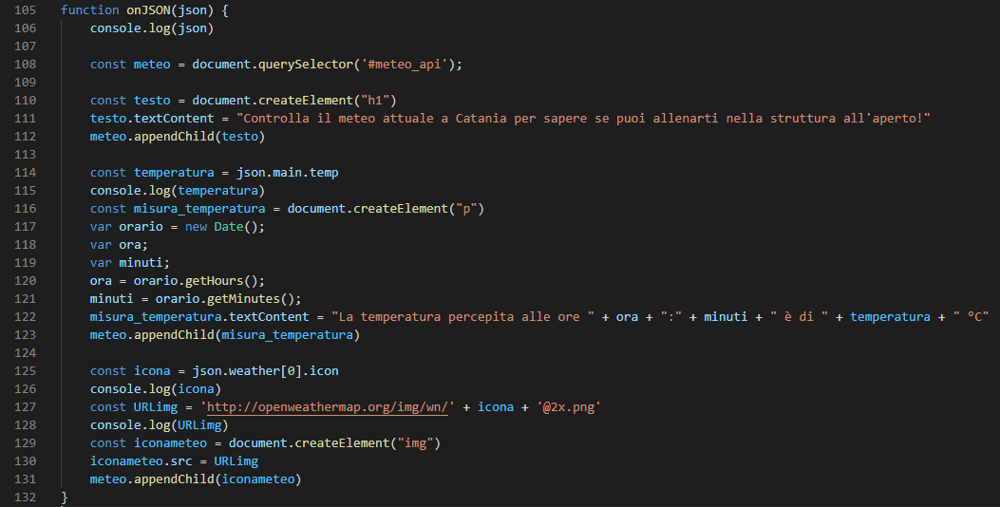 105 function onJSON(json) {
106     console.log(json)
107
108     const meteo = document.querySelector('#meteo_api');
109
110     const testo = document.createElement("h1")
111     testo.textContent = "Controlla il meteo attuale a Catania per sapere se puoi allenarti nella struttura all'aperto!"
112     meteo.appendChild(testo)
113
114     const temperatura = json.main.temp
115     console.log(temperatura)
116     const misura_temperatura = document.createElement("p")
117     var orario = new Date();
118     var ora;
119     var minuti;
120     ora = orario.getHours();
121     minuti = orario.getMinutes();
122     misura_temperatura.textContent = "La temperatura percepita alle ore " + ora + ":" + minuti + " è di " + temperatura + " °C"
123     meteo.appendChild(misura_temperatura)
124
125     const icona = json.weather[0].icon
126     console.log(icona)
127     const URLimg = 'http://openweathermap.org/img/wn/' + icona + '@2x.png'
128     console.log(URLimg)
129     const iconameteo = document.createElement("img")
130     iconameteo.src = URLimg
131     meteo.appendChild(iconameteo)
132 }